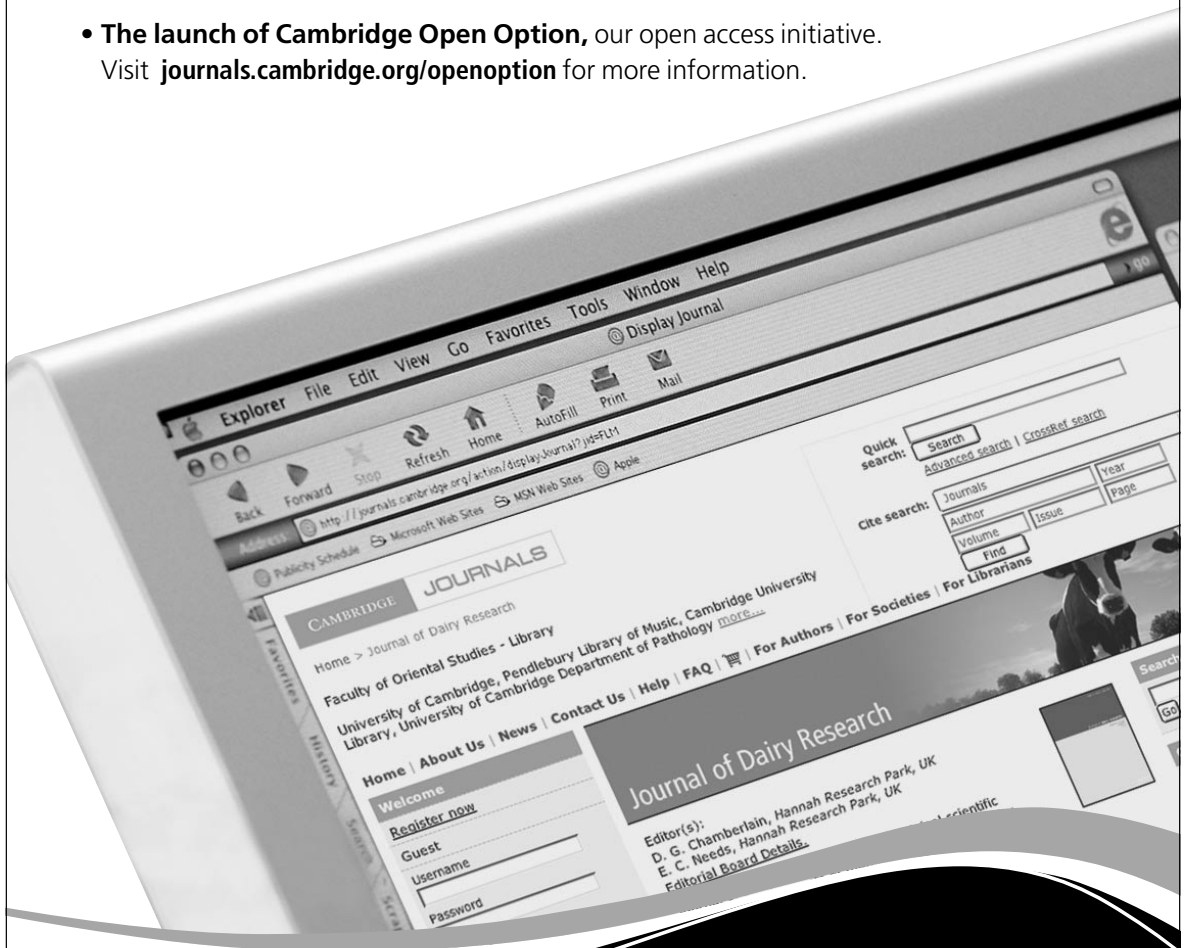 • The launch of Cambridge Open Option, our open access initiative.
Visit journals.cambridge.org/openoption for more information.
Explorer File Edit View Go Favorites Tools Window Help
Display Journal
Back Forward Stop Refresh Home AutoFill Print Mail
Address: http://journals.cambridge.org/action/displayJournal?jid=FLM
go
Publicity Schedule Microsoft Web Sites MSN Web Sites Apple
Quick search:
Search
Advanced search | CrossRef search
Cite search:
Journals Year
Author Page
Volume Issue
Find
CAMBRIDGE JOURNALS
Home > Journal of Dairy Research
Faculty of Oriental Studies - Library
University of Cambridge, Pendlebury Library of Music, Cambridge University
Library, University of Cambridge Department of Pathology more...
Home | About Us | News | Contact Us | Help | FAQ | | For Authors | For Societies | For Librarians
Favorites
History
Search
Welcome
Register now
Guest
Username
Password
Journal of Dairy Research
Editor(s):
D. G. Chamberlain, Hannah Research Park, UK
E. C. Needs, Hannah Research Park, UK
Editorial Board Details.
scientific
Search
Go